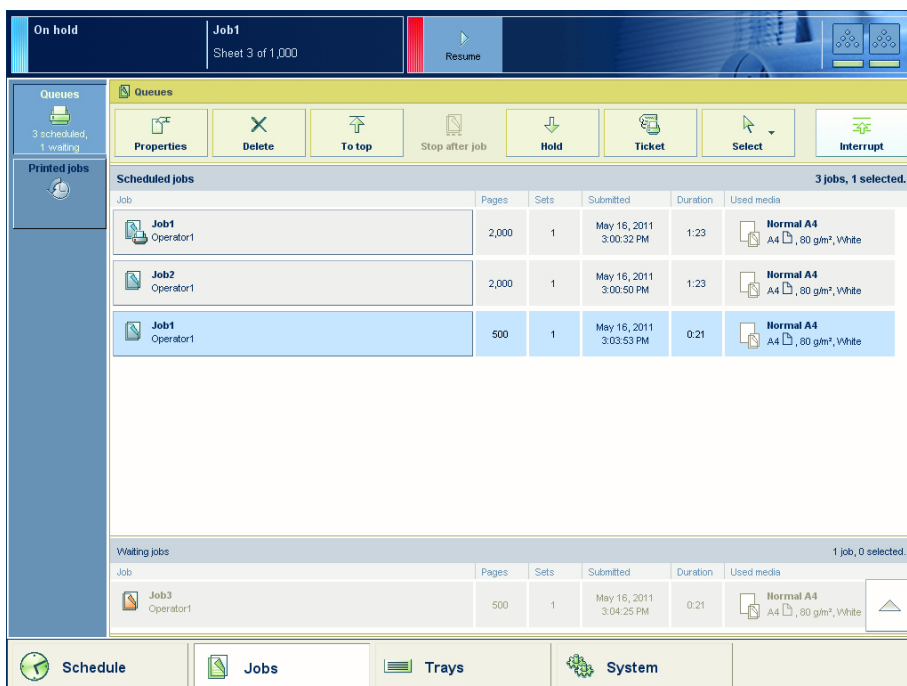 On hold
Job1
Sheet 3 of 1,000
Resume
Queues
3 scheduled,
1 waiting
Printed jobs
Queues
Properties Delete To top Stop after job Hold Ticket Select Interrupt
Scheduled jobs 3 jobs, 1 selected.
Job Pages Sets Submitted Duration Used media
Job1
Operator1
2,000 1 May 16, 2011
3:00:32 PM
1:23 Normal A4
A4 , 80 g/m², White
Job2
Operator1
2,000 1 May 16, 2011
3:00:50 PM
1:23 Normal A4
A4 , 80 g/m², White
Job1
Operator1
500 1 May 16, 2011
3:03:53 PM
0:21 Normal A4
A4 , 80 g/m², White
Waiting jobs 1 job, 0 selected.
Job Pages Sets Submitted Duration Used media
Job3
Operator1
500 1 May 16, 2011
3:04:25 PM
0:21 Normal A4
A4 , 80 g/m², White
Schedule Jobs Trays System